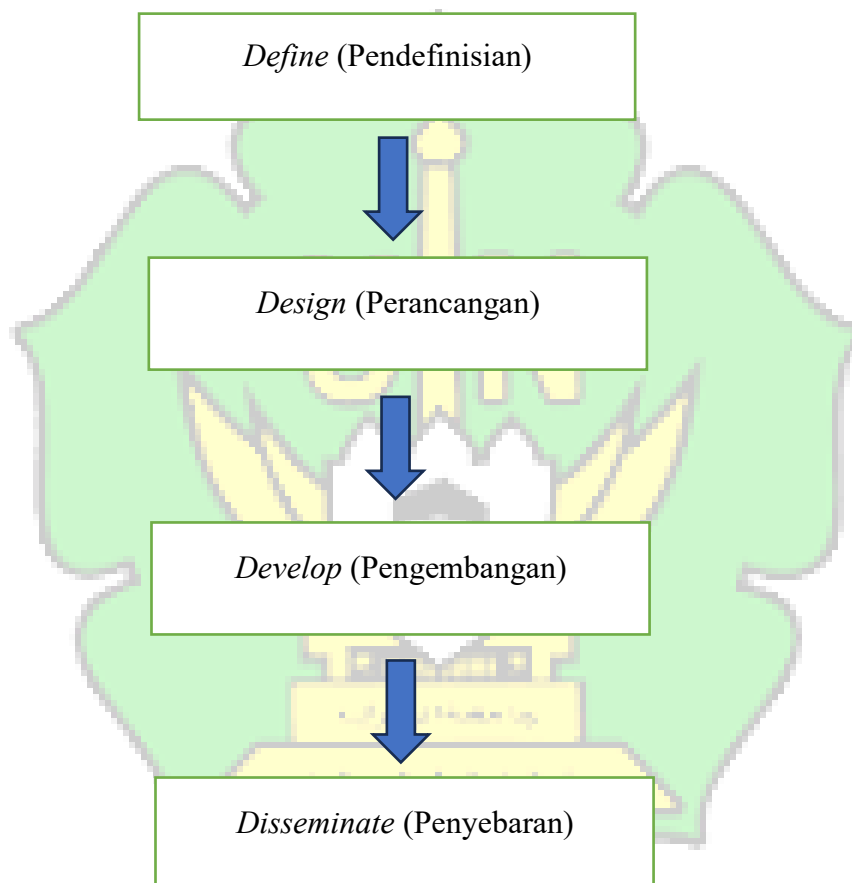 Define (Pendefinisian)
Design (Perancangan)
Develop (Pengembangan)
Disseminate (Penyebaran)